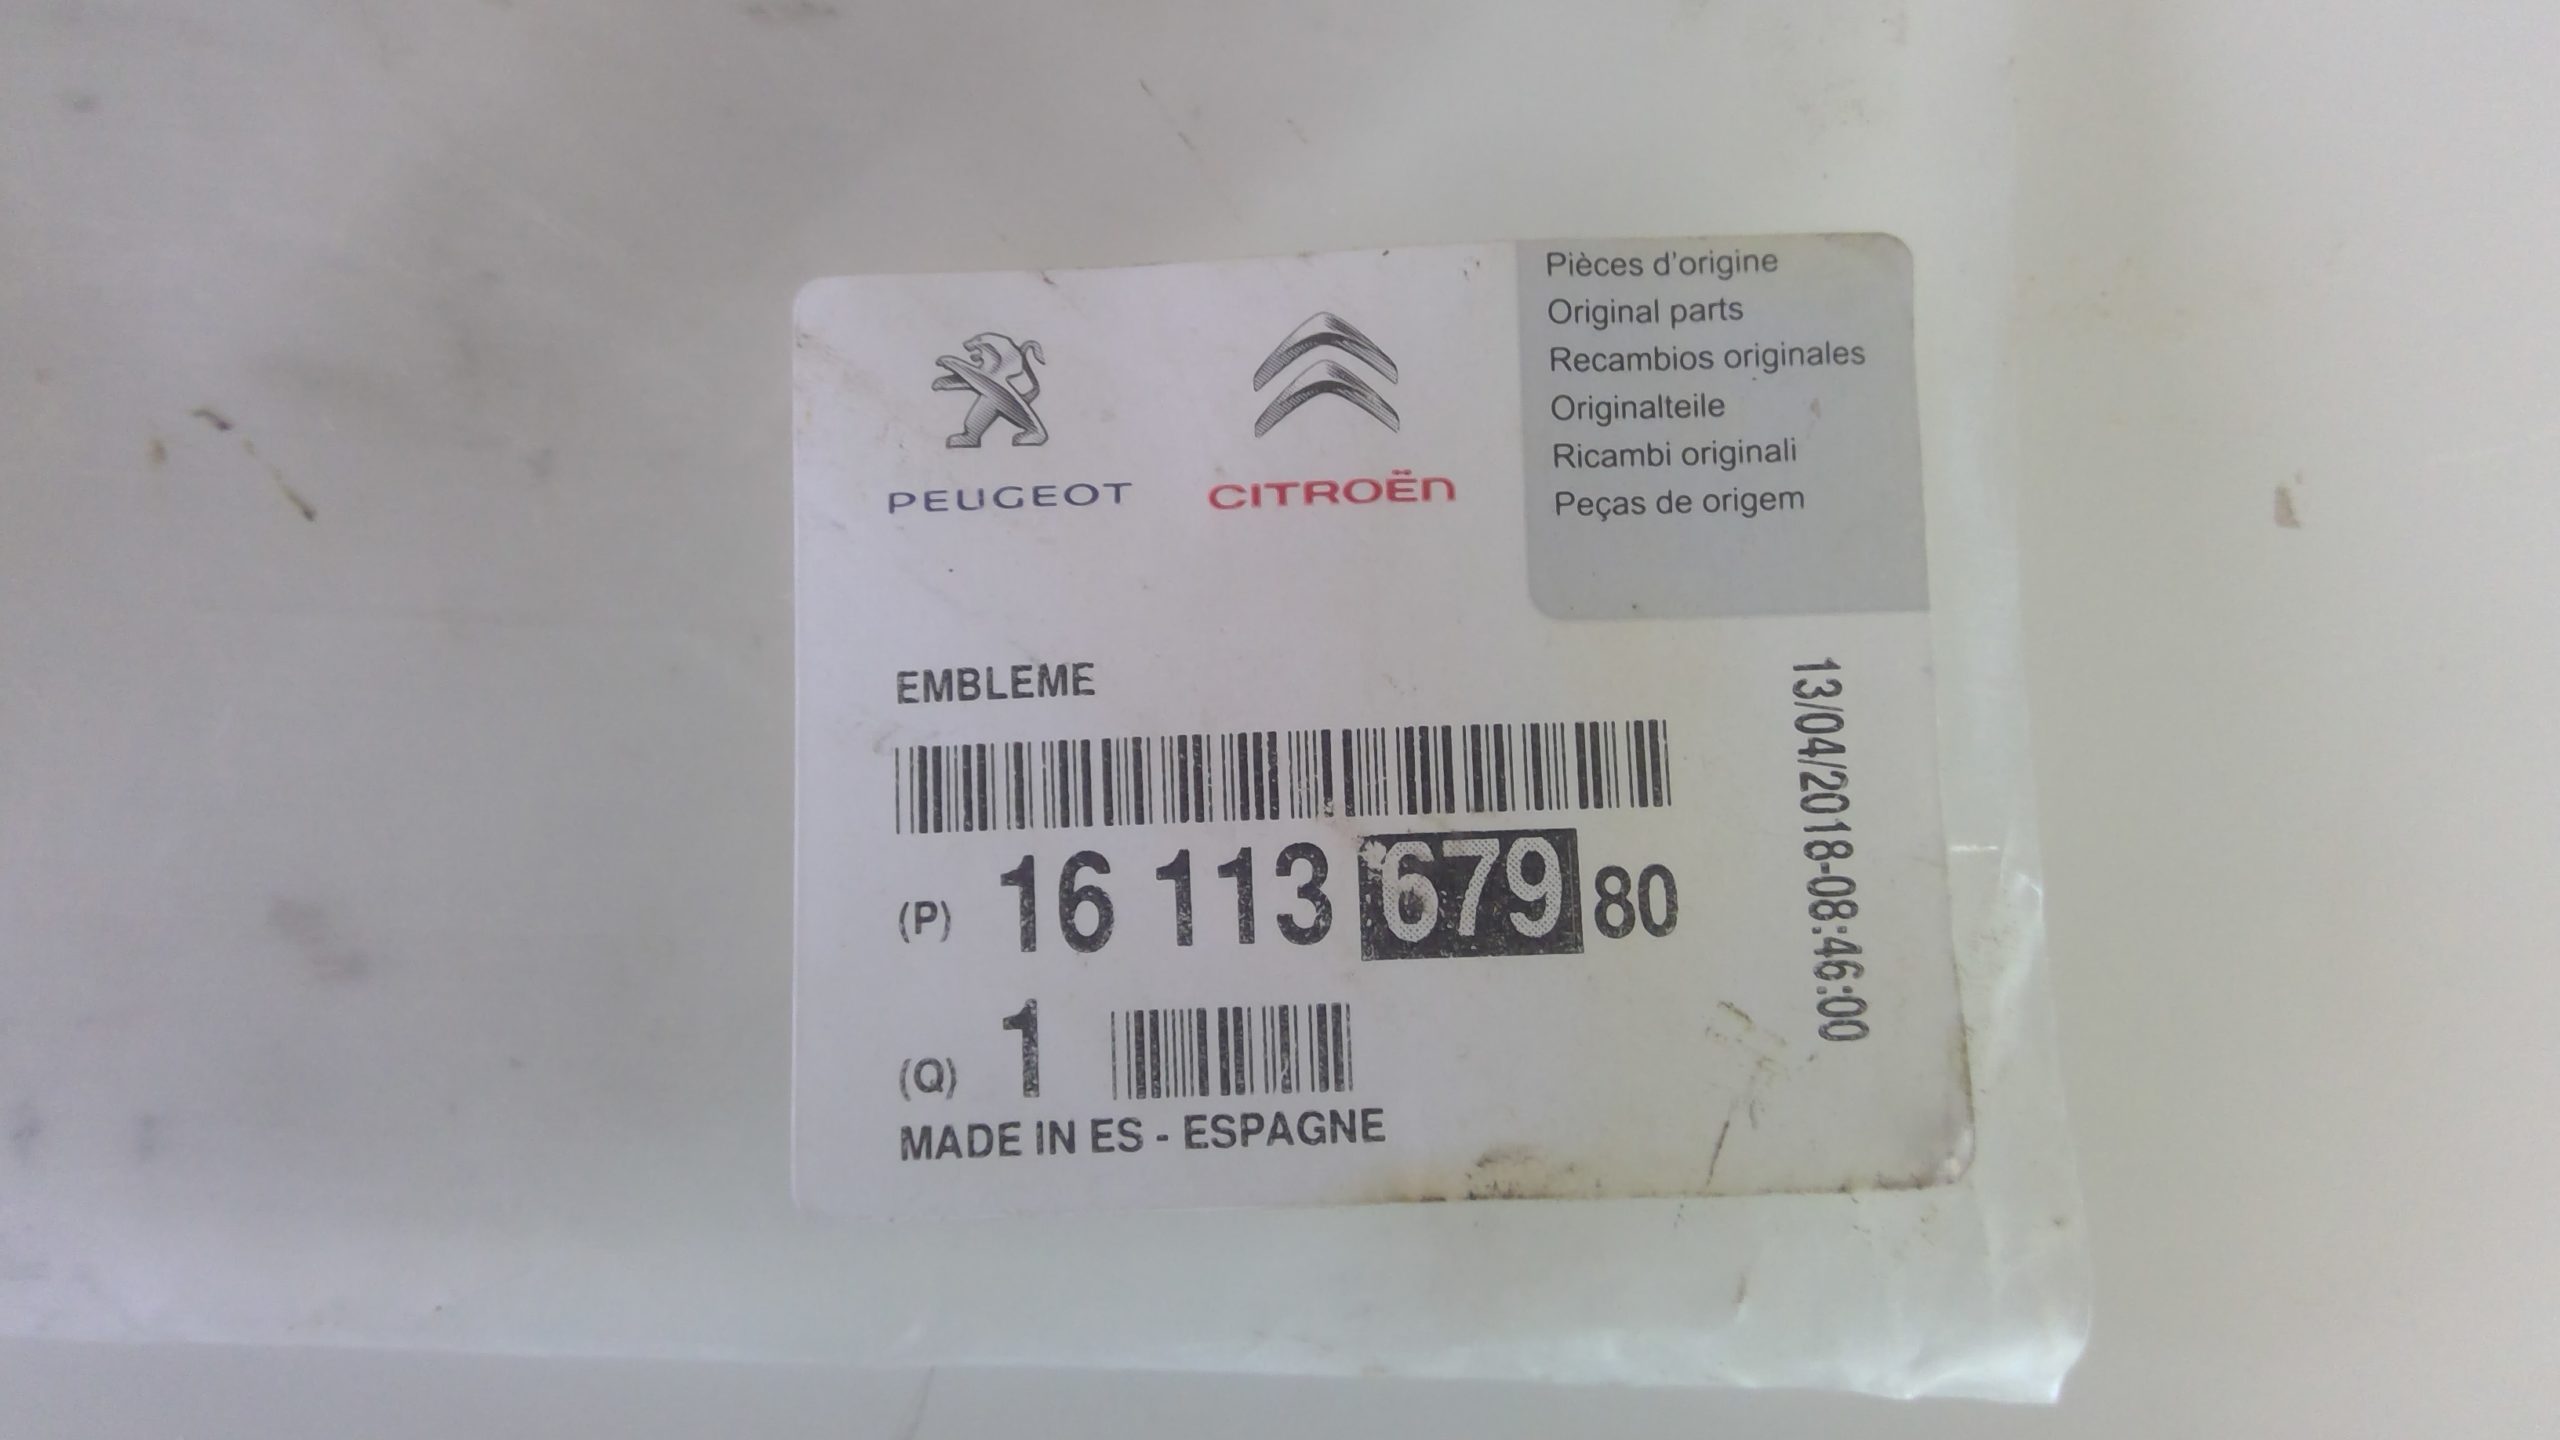 PEUGEOT
CITROËN
Pièces d'origine
Original parts
Recambios originales
Originalteile
Ricambi originali
Peças de origem
EMBLEME
(P) 16 113 679 80
(Q) 1
MADE IN ES - ESPAGNE
13/04/2018-08:46:00